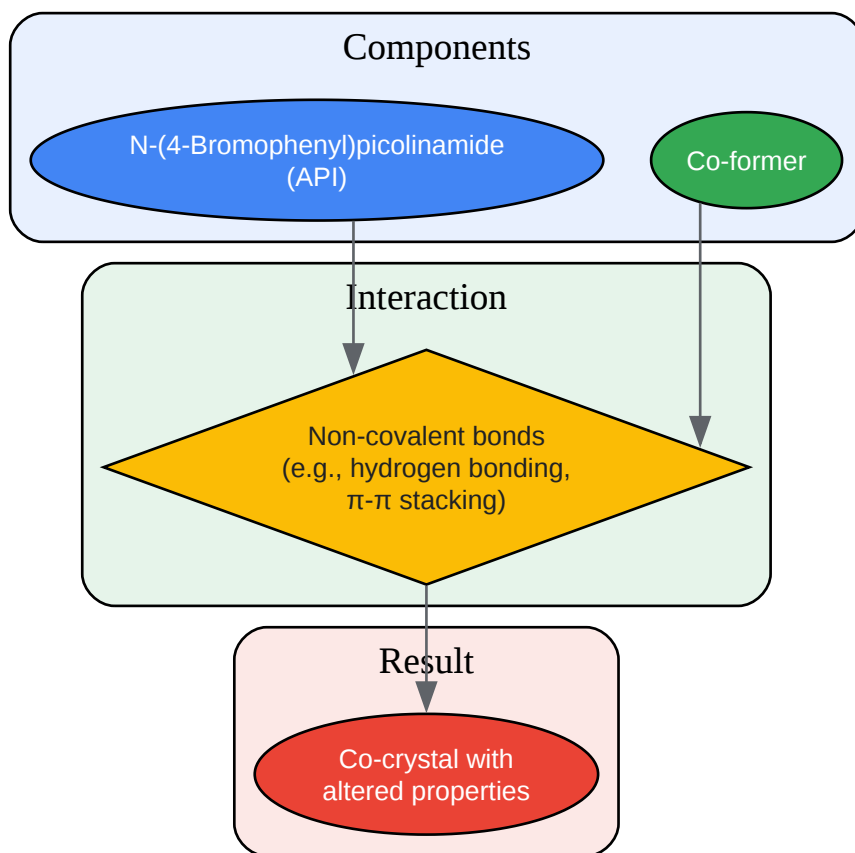 Components
N-(4-Bromophenyl)picolinamide
(API)
Co-former
Interaction
Non-covalent bonds
(e.g., hydrogen bonding,
π-π stacking)
Result
Co-crystal with
altered properties